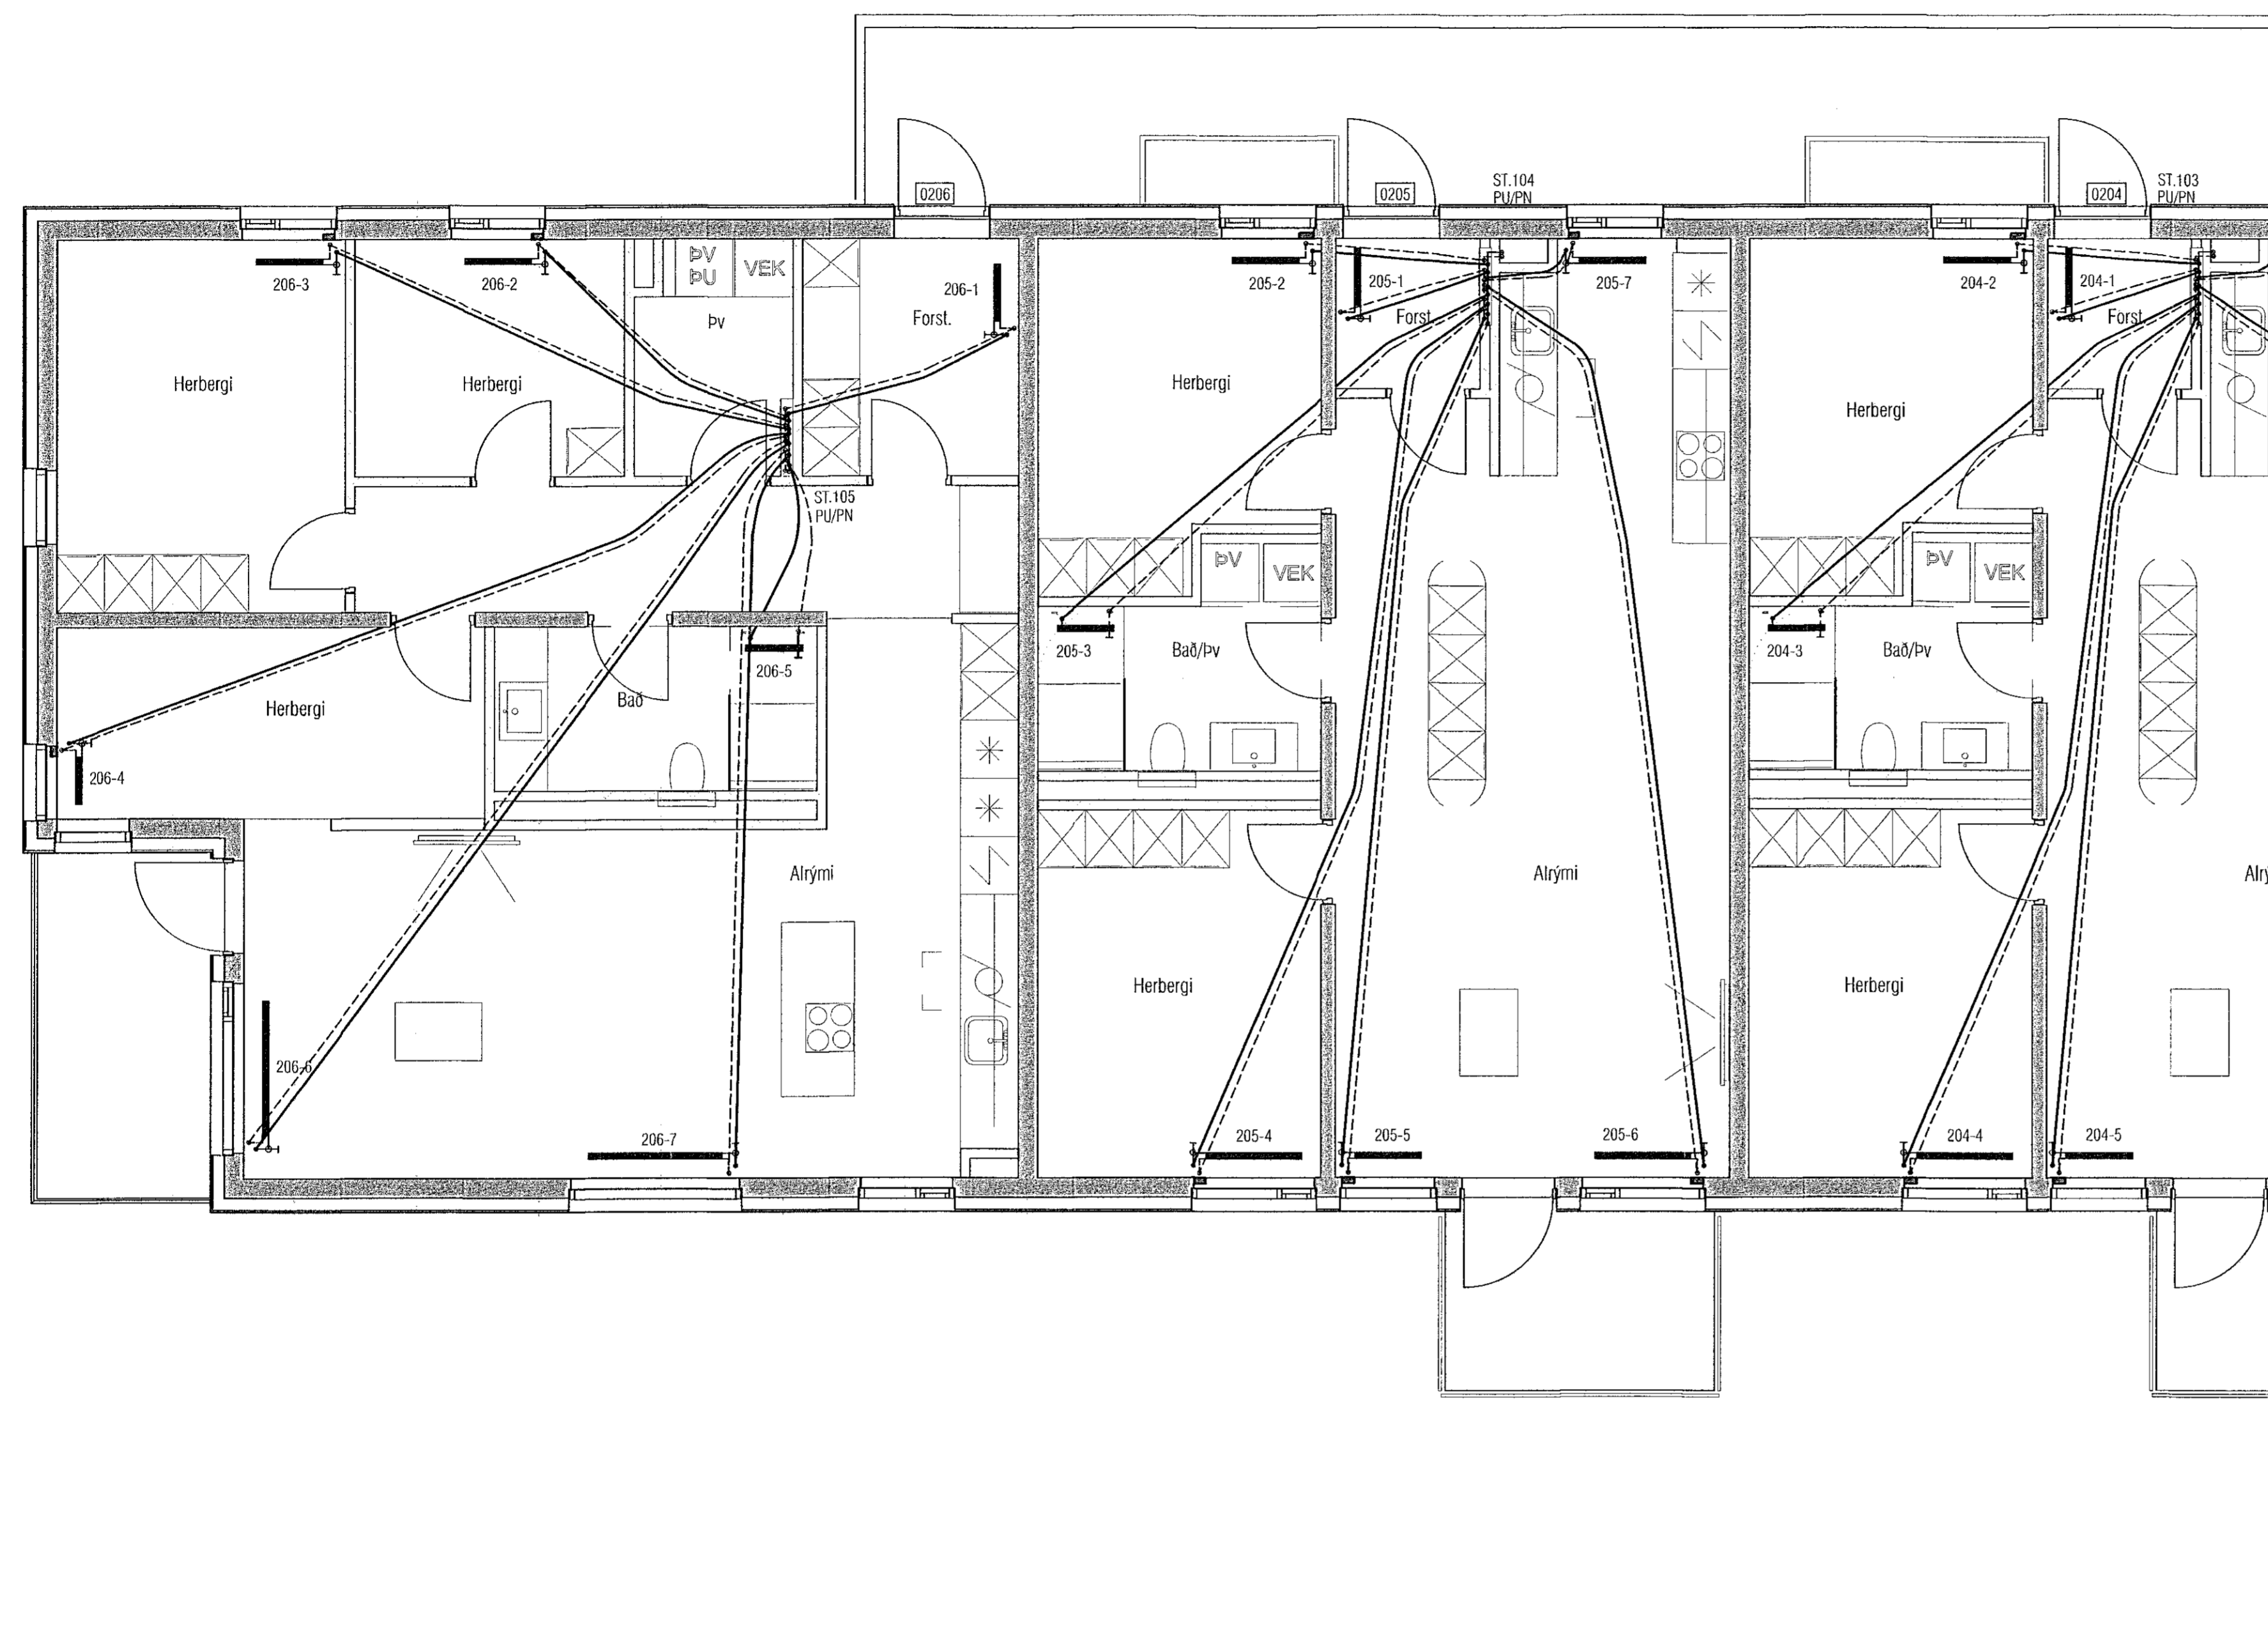 0206
0205
ST.104
PU/PN
0204
ST.103
PU/PN
206-3
206-2
ÞV
ÞU
VEK
206-1
205-2
205-1
205-7
204-2
204-1
Þv
Forst.
Forst.
Forst.
Herbergi
Herbergi
Herbergi
Herbergi
ST.105
PU/PN
ÞV
VEK
ÞV
VEK
206-5
205-3
Bað/Þv
204-3
Bað/Þv
Herbergi
Bað
206-4
Alrými
Alrými
Herbergi
Herbergi
206-6
206-7
205-4
205-5
205-6
204-4
204-5